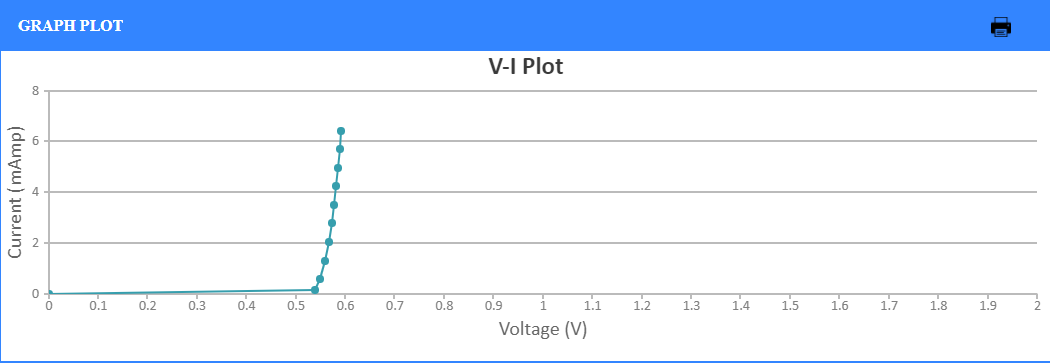 GRAPH PLOT
V-I Plot
8
6
4
2
0
Current ( mAmp)
0 0.1 0.2 0.3 0.4 0.5 0.6 0.7 0.8 0.9 1 1.1 1.2 1.3 1.4 1.5 1.6 1.7 1.8 1.9 2
Voltage (V)